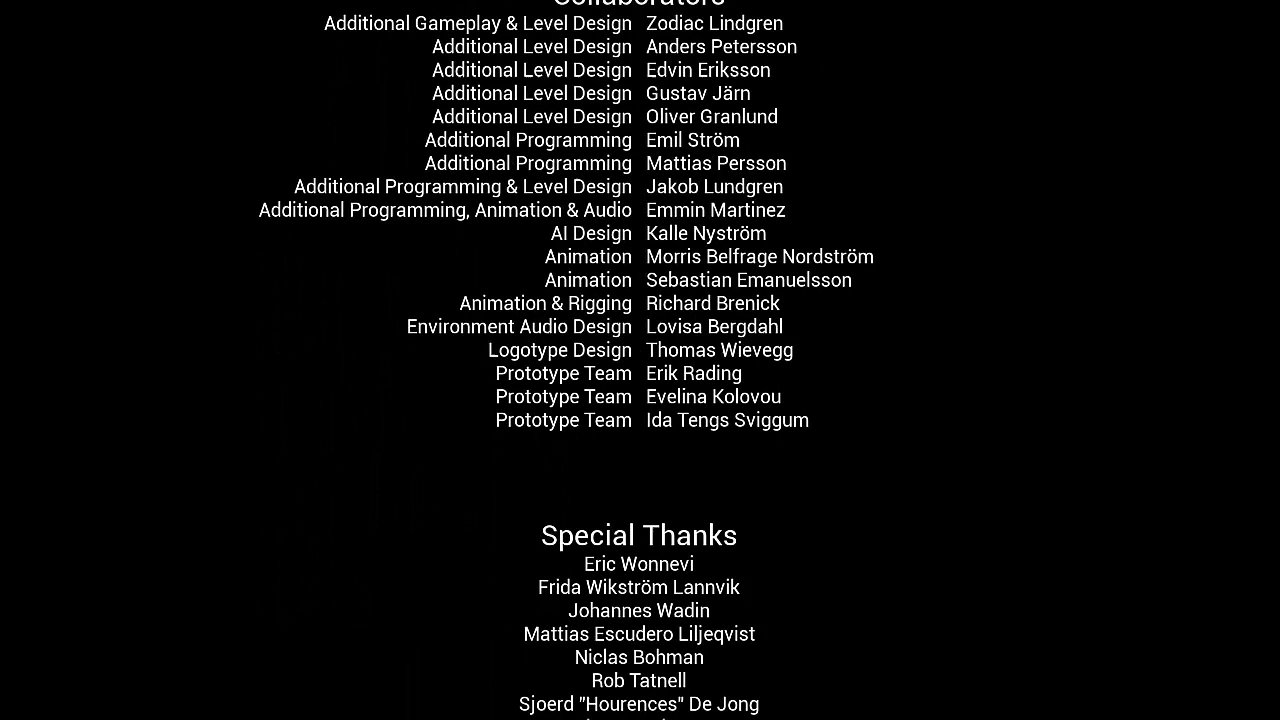 Collaborators
Additional Gameplay & Level Design Zodiac Lindgren
Additional Level Design Anders Petersson
Additional Level Design Edvin Eriksson
Additional Level Design Gustav Järn
Additional Level Design Oliver Granlund
Additional Programming Emil Ström
Additional Programming Mattias Persson
Additional Programming & Level Design Jakob Lundgren
Additional Programming, Animation & Audio Emmin Martinez
AI Design Kalle Nyström
Animation Morris Belfrage Nordström
Animation Sebastian Emanuelsson
Animation & Rigging Richard Brenick
Environment Audio Design Lovisa Bergdahl
Logotype Design Thomas Wievegg
Prototype Team Erik Rading
Prototype Team Evelina Kolovou
Prototype Team Ida Tengs Sviggum
Special Thanks
Eric Wonnevi
Frida Wikström Lannvik
Johannes Wadin
Mattias Escudero Liljeqvist
Niclas Bohman
Rob Tatnell
Sjoerd "Hourences" De Jong